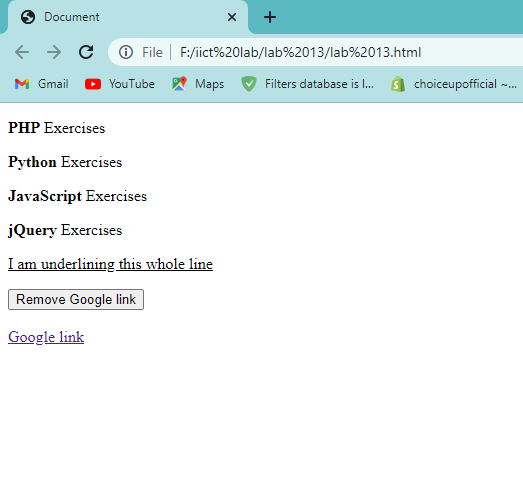 Document
File F:/iict%20lab/lab%2013/lab%2013.html
Gmail YouTube Maps Filters database is l... choiceupofficial ~...
PHP Exercises
Python Exercises
JavaScript Exercises
jQuery Exercises
I am underlining this whole line
Remove Google link
Google link